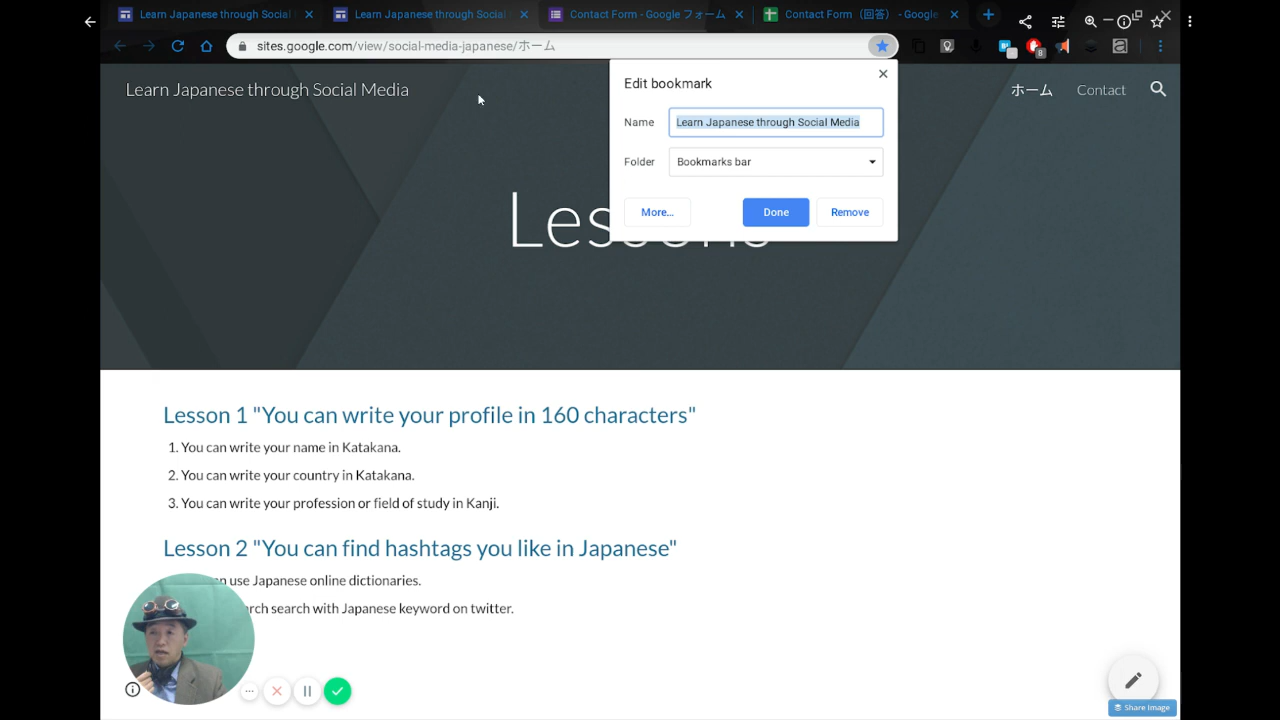 Learn Japanese through Social
Learn Japanese through Social
Contact Form - Google フォーム
Contact Form（回答） - Google
sites.google.com/view/social-media-japanese/ホーム
8
Learn Japanese through Social Media
ホーム
Contact
Edit bookmark
Name
Learn Japanese through Social Media
Folder
Bookmarks bar
More...
Done
Remove
Lesson 1 "You can write your profile in 160 characters"
1. You can write your name in Katakana.
2. You can write your country in Katakana.
3. You can write your profession or field of study in Kanji.
Lesson 2 "You can find hashtags you like in Japanese"
use Japanese online dictionaries.
search with Japanese keyword on twitter.
Share Image